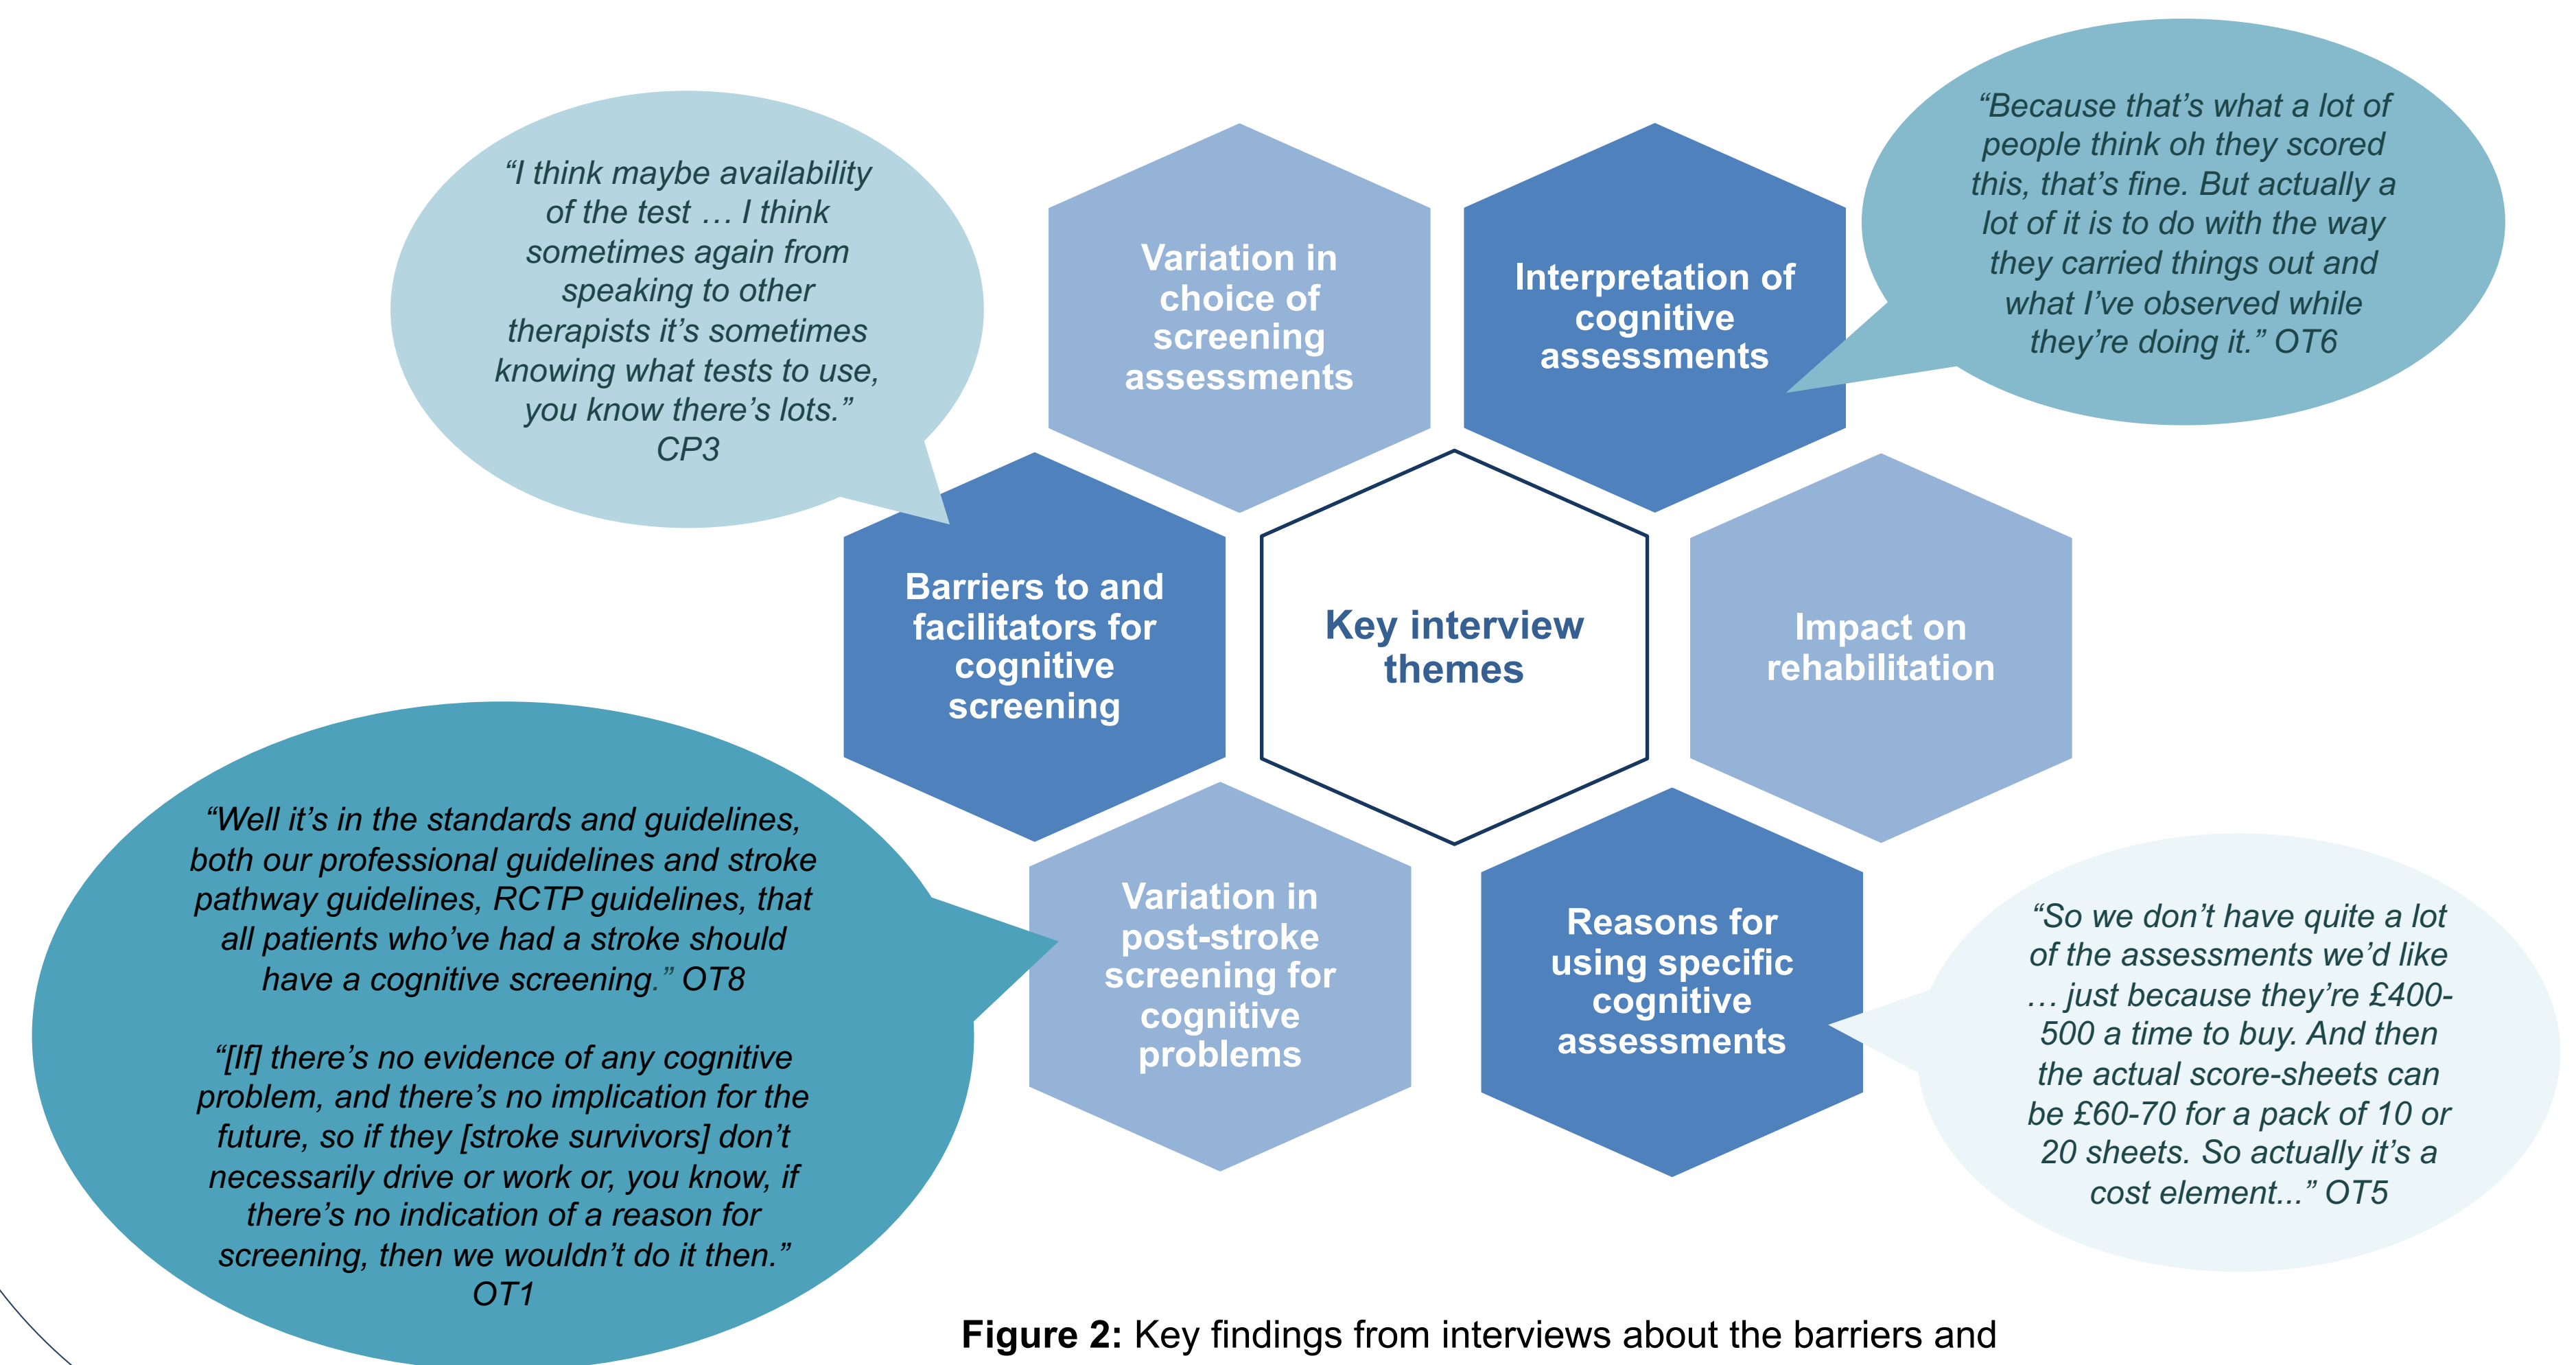 “I think maybe availability
of the test … I think
sometimes again from
speaking to other
therapists it’s sometimes
knowing what tests to use,
you know there’s lots.”
CP3
Variation in
choice of
screening
assessments
Interpretation of
cognitive
assessments
“Because that’s what a lot of
people think oh they scored
this, that’s fine. But actually a
lot of it is to do with the way
they carried things out and
what I’ve observed while
they’re doing it.” OT6
Barriers to and
facilitators for
cognitive
screening
Key interview
themes
Impact on
rehabilitation
“Well it’s in the standards and guidelines,
both our professional guidelines and stroke
pathway guidelines, RCTP guidelines, that
all patients who’ve had a stroke should
have a cognitive screening.” OT8
“[If] there’s no evidence of any cognitive
problem, and there’s no implication for the
future, so if they [stroke survivors] don’t
necessarily drive or work or, you know, if
there’s no indication of a reason for
screening, then we wouldn’t do it then.”
OT1
Variation in
post-stroke
screening for
cognitive
problems
Reasons for
using specific
cognitive
assessments
“So we don’t have quite a lot
of the assessments we’d like
… just because they’re £400-
500 a time to buy. And then
the actual score-sheets can
be £60-70 for a pack of 10 or
20 sheets. So actually it’s a
cost element...” OT5
Figure 2: Key findings from interviews about the barriers and